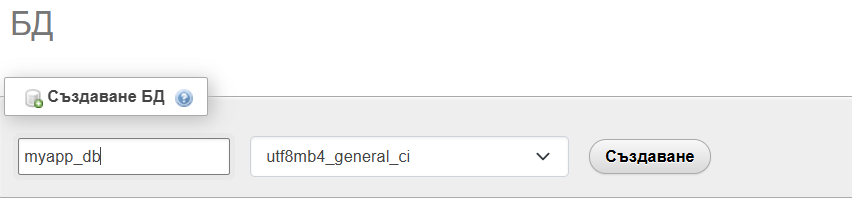 БД
Създаване БД
myapp_db
utf8mb4_general_ci
Създаване